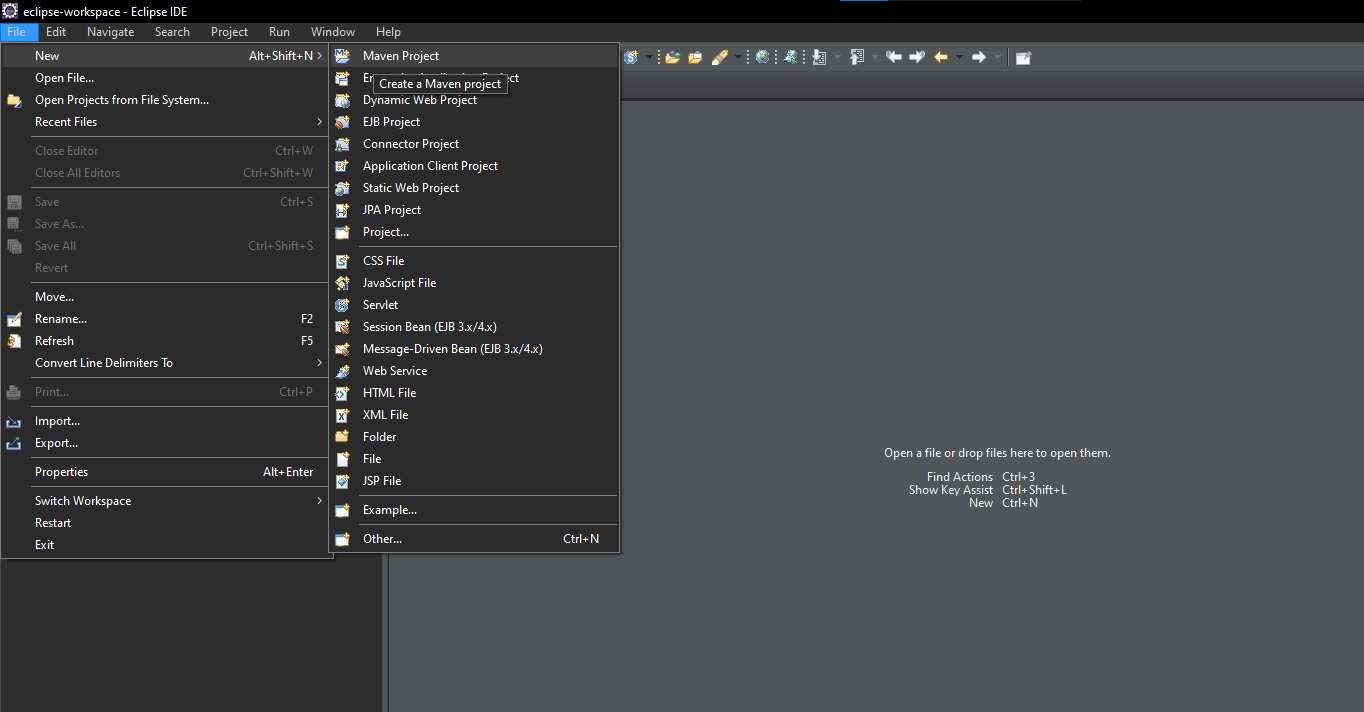 eclipse-workspace - Eclipse IDE
File Edit Navigate Search Project Run Window Help
New Alt+Shift+N
Open File...
Open Projects from File System...
Recent Files
Close Editor Ctrl+W
Close All Editors Ctrl+Shift+W
Save Ctrl+S
Save As...
Save All Ctrl+Shift+S
Revert
Move...
Rename... F2
Refresh F5
Convert Line Delimiters To
Print... Ctrl+P
Import...
Export...
Properties Alt+Enter
Switch Workspace
Restart
Exit
Maven Project
Create a Maven project
Dynamic Web Project
EJB Project
Connector Project
Application Client Project
Static Web Project
JPA Project
Project...
CSS File
JavaScript File
Servlet
Session Bean (EJB 3.x/4.x)
Message-Driven Bean (EJB 3.x/4.x)
Web Service
HTML File
XML File
Folder
File
JSP File
Example...
Other... Ctrl+N
Open a file or drop files here to open them.
Find Actions Ctrl+3
Show Key Assist Ctrl+Shift+L
New Ctrl+N